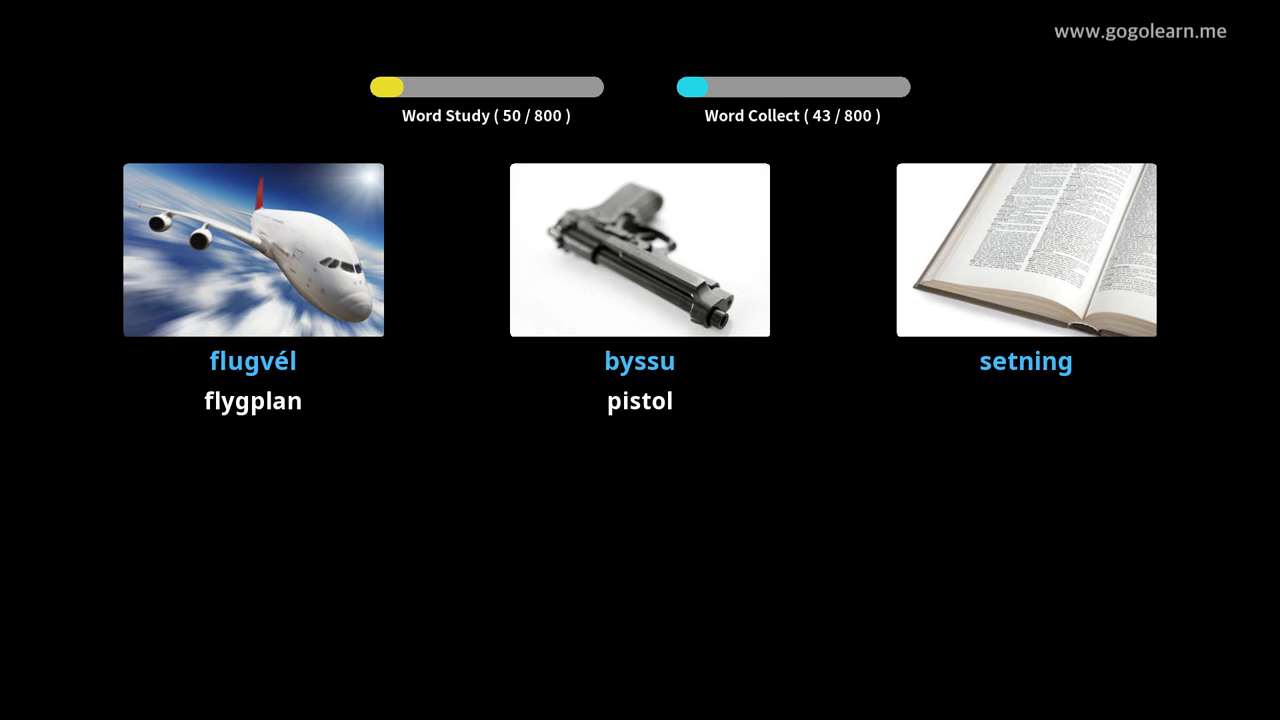 www.gogolearn.me
Word Study ( 50 / 800 )
Word Collect ( 43 / 800 )
flugvél
flygplan
byssu
pistol
setning